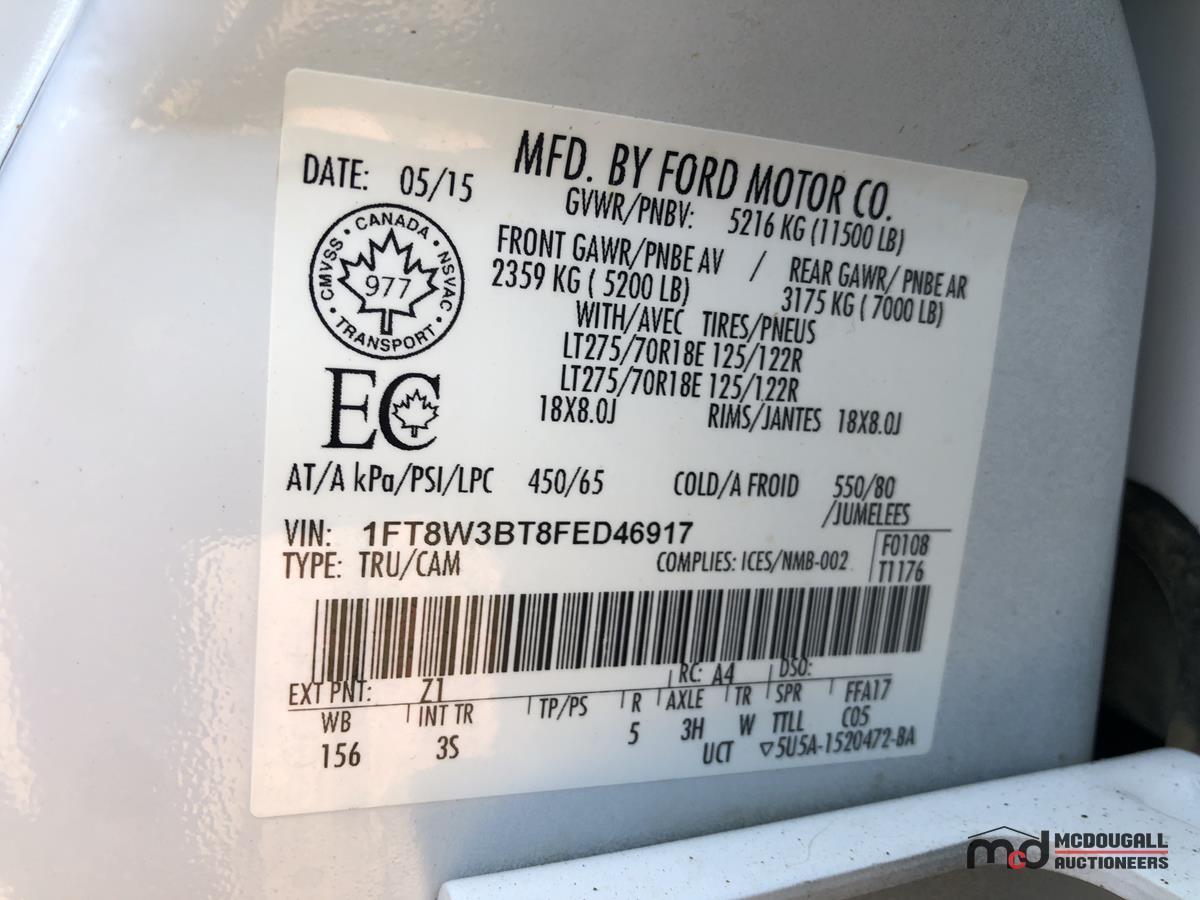 MFD. BY FORD MOTOR CO.
DATE: 05/15
GVWR/PNBV: 5216 KG (11500 LB)
FRONT GAWR/PNBE AV / REAR GAWR/ PNBE AR
2359 KG ( 5200 LB) 3175 KG ( 7000 LB)
WITH/AVEC TIRES/PNEUS
LT275/70R18E 125/122R
LT275/70R18E 125/122R
18X8.0J RIMS/JANTES 18X8.0J
CMVSS · CANADA · NSVAC · TRANSPORT ·
977
EC
AT/A kPa/PSI/LPC 450/65 COLD/A FROID 550/80
/JUMELEES
VIN: 1FT8W3BT8FED46917
TYPE: TRU/CAM COMPLIES: ICES/NMB-002
F0108
T1176
EXT PNT: Z1 RC: A4 DSO:
WB INT TR TP/PS R AXLE TR SPR FFA17
156 3S 5 3H W TTLL C05
UCT ▽5U5A-1520472-BA
mcd MCDOUGALL
AUCTIONEERS